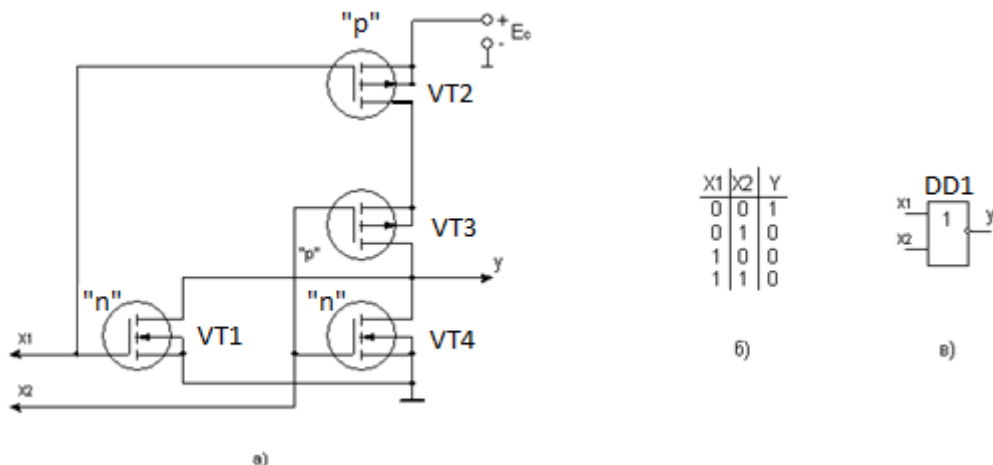 "p"
+
Ec
-
VT2
VT3
"p"
y
"n"
"n"
X1
VT1
VT4
X2
а)
X1 X2 Y
0 0 1
0 1 0
1 0 0
1 1 0
б)
DD1
X1
1
y
X2
в)